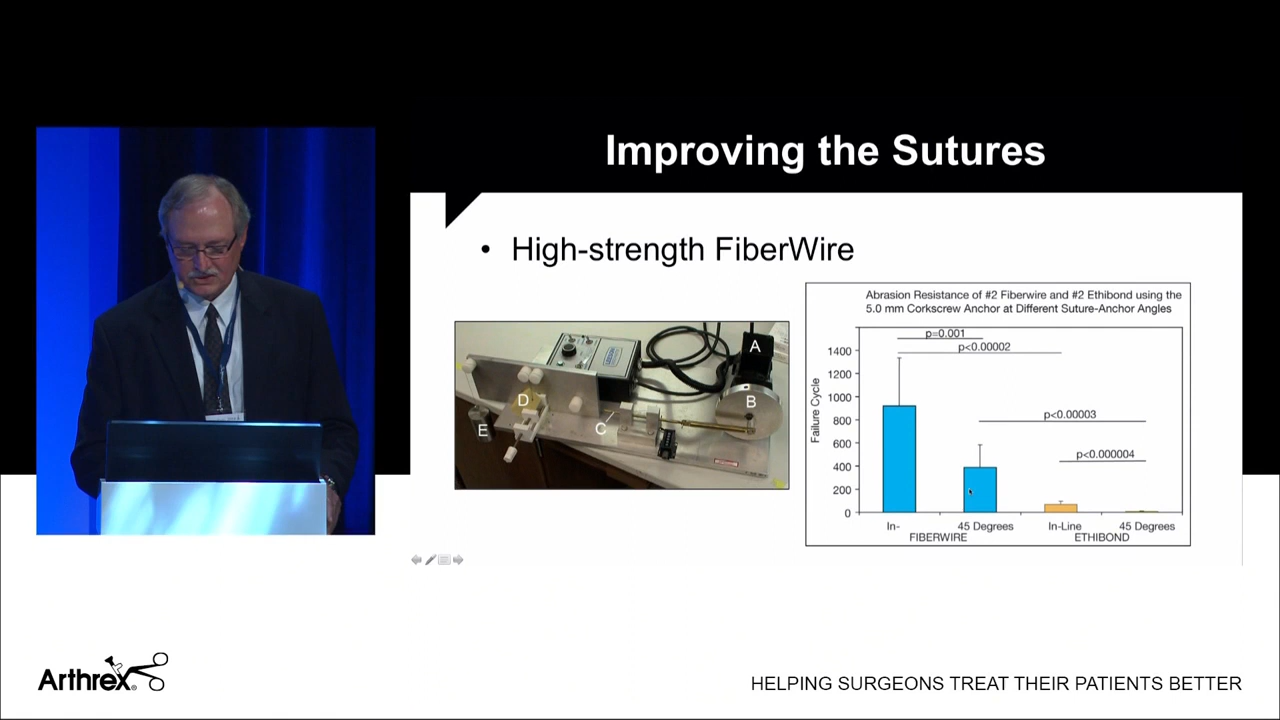 Improving the Sutures
• High-strength FiberWire
A
B
C
D
E
Abrasion Resistance of #2 Fiberwire and #2 Ethibond using the
5.0 mm Corkscrew Anchor at Different Suture-Anchor Angles
p=0.001
p<0.00002
p<0.00003
p<0.000004
Failure Cycle
1400
1200
1000
800
600
400
200
0
In- 45 Degrees In-Line 45 Degrees
FIBERWIRE ETHIBOND
Arthrex®
HELPING SURGEONS TREAT THEIR PATIENTS BETTER